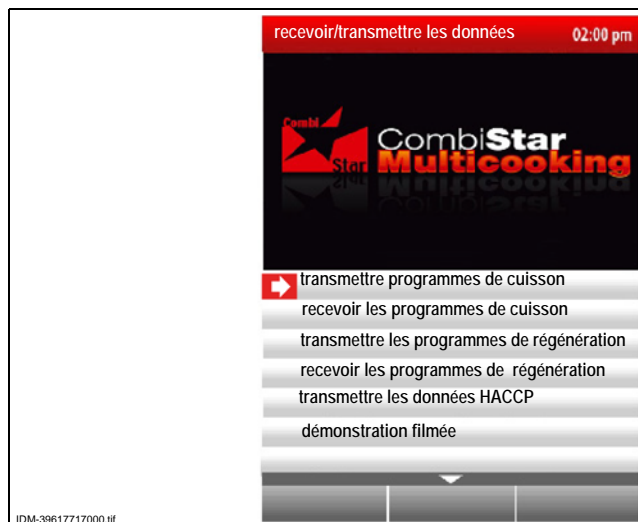 recevoir/transmettre les données 02:00 pm
Combi
Star
CombiStar
Multicooking
transmettre programmes de cuisson
recevoir les programmes de cuisson
transmettre les programmes de régénération
recevoir les programmes de régénération
transmettre les données HACCP
démonstration filmée
IDM-39617717000.tif